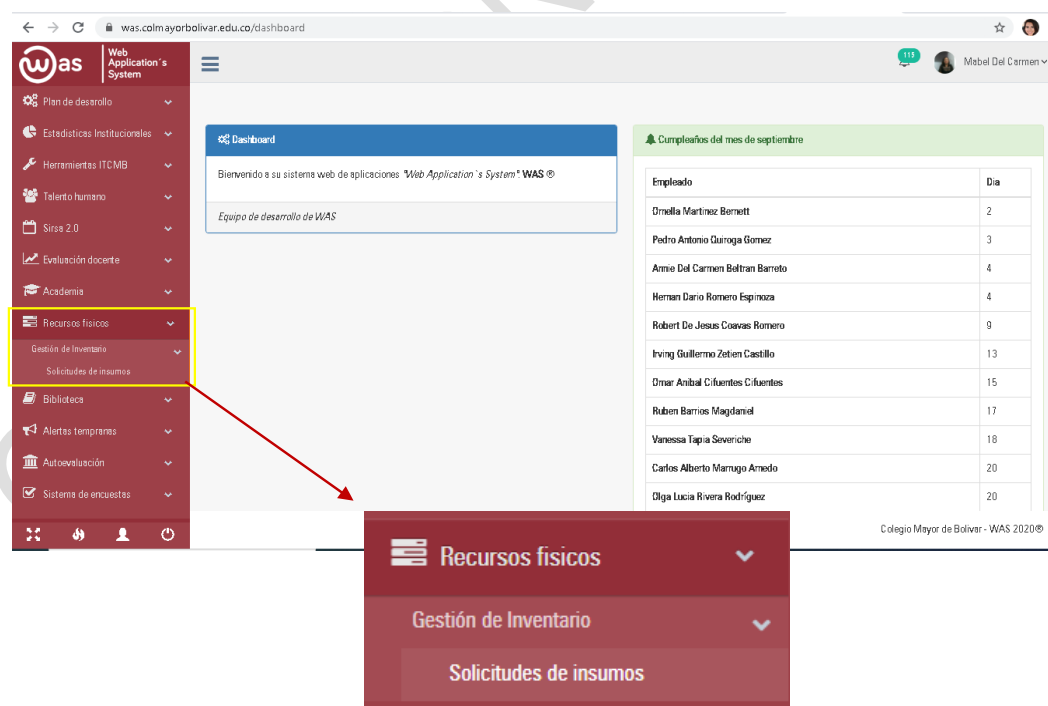 was.colmayorbolivar.edu.co/dashboard
was
Web
Application´s
System
115
Mabel Del Carmen
Plan de desarollo
Estadisticas Institucionales
Herramientas ITCMB
Talento humano
Sirsa 2.0
Evaluación docente
Academia
Recursos fisicos
Gestión de Inventario
Solicitudes de insumos
Biblioteca
Alertas tempranas
Autoevaluación
Sistema de encuestas
Dashboard
Bienvenido a su sistema web de aplicaciones "Web Application´s System" WAS ®
Equipo de desarrollo de WAS
Cumpleaños del mes de septiembre
Empleado Dia
Ornella Martinez Bernett 2
Pedro Antonio Quiroga Gomez 3
Annie Del Carmen Beltran Barreto 4
Hernan Dario Romero Espinoza 4
Robert De Jesus Coavas Romero 9
Irving Guillermo Zetien Castillo 13
Omar Anibal Cifuentes Cifuentes 15
Ruben Barrios Magdaniel 17
Vanessa Tapia Severiche 18
Carlos Alberto Marrugo Arnedo 20
Olga Lucia Rivera Rodríguez 20
Colegio Mayor de Bolivar - WAS 2020®
Recursos fisicos
Gestión de Inventario
Solicitudes de insumos